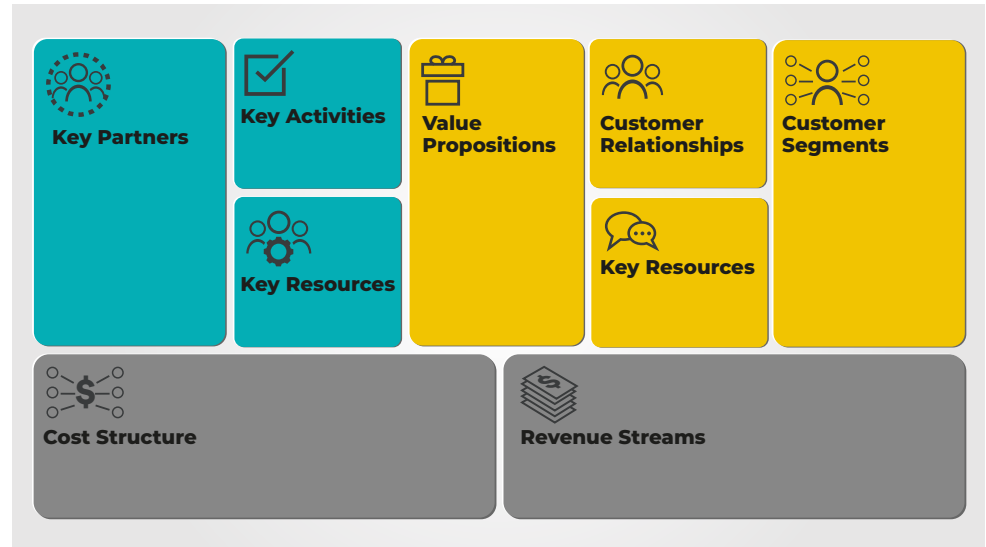 Key Partners
Key Activities
Key Resources
Value
Propositions
Customer
Relationships
Key Resources
Customer
Segments
$
Cost Structure
$
Revenue Streams